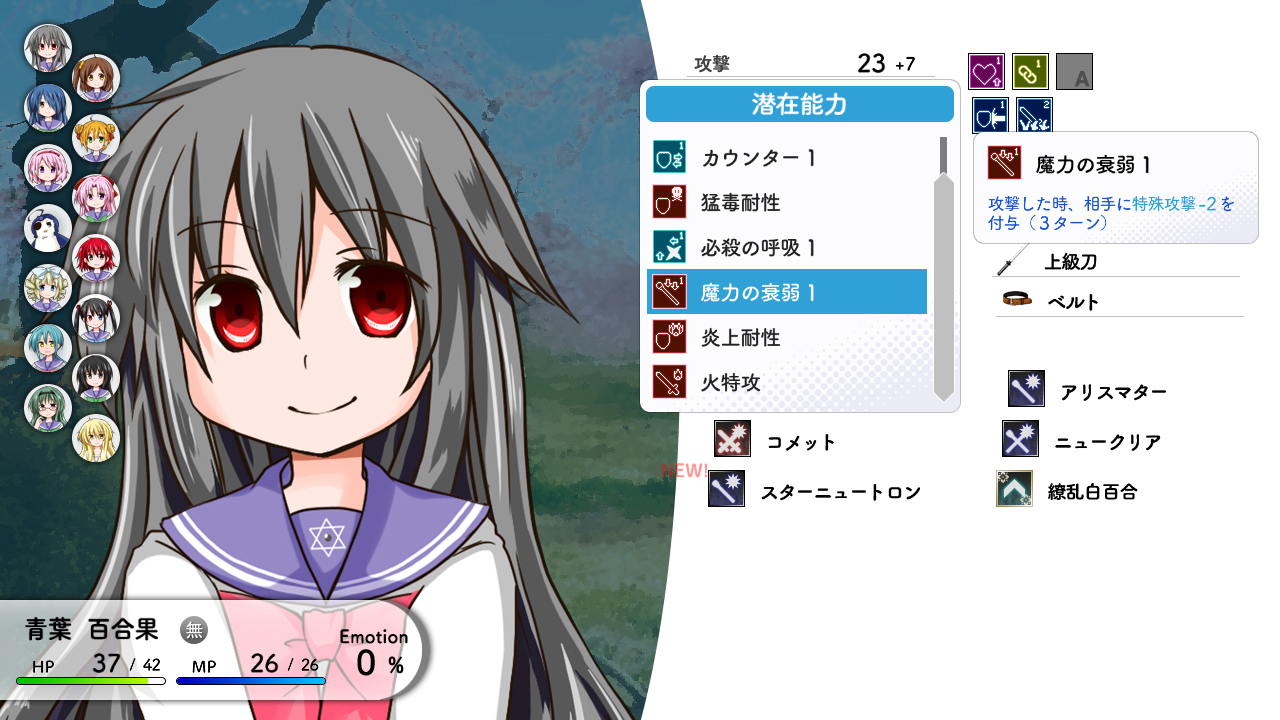 攻撃 23 +7
潜在能力
カウンター 1
猛毒耐性
必殺の呼吸 1
魔力の衰弱 1
炎上耐性
火特攻
A
魔力の衰弱 1
攻撃した時、相手に特殊攻撃-2を
付与（3ターン）
上級刀
ベルト
アリスマター
コメット
ニュークリア
NEW!
スターニュートロン
繚乱白百合
青葉 百合果 無
HP 37 / 42 MP 26 / 26
Emotion
0 %